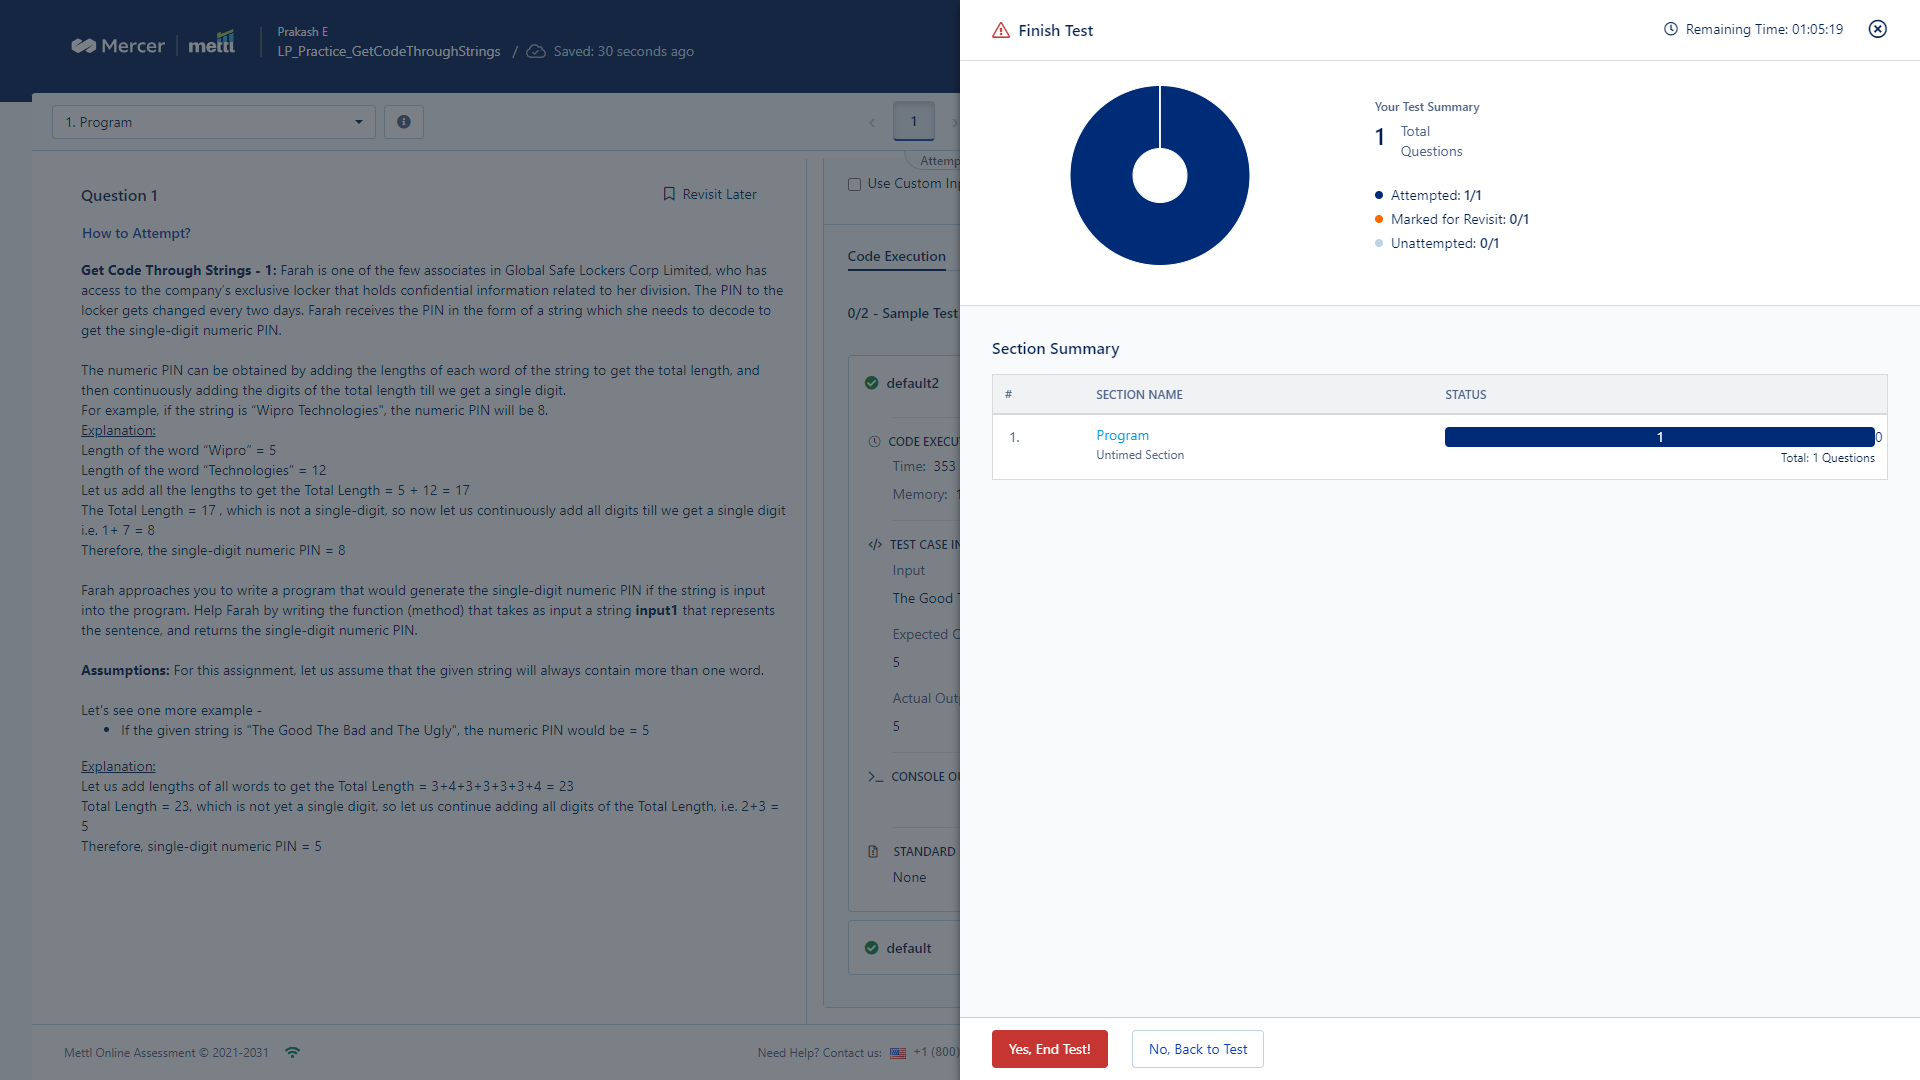 Mercer | mettl
Prakash E
LP_Practice_GetCodeThroughStrings / Saved: 30 seconds ago
1. Program
1
Attemp
Question 1
Revisit Later
How to Attempt?
Get Code Through Strings - 1: Farah is one of the few associates in Global Safe Lockers Corp Limited, who has
access to the company's exclusive locker that holds confidential information related to her division. The PIN to the
locker gets changed every two days. Farah receives the PIN in the form of a string which she needs to decode to
get the single-digit numeric PIN.
The numeric PIN can be obtained by adding the lengths of each word of the string to get the total length, and
then continuously adding the digits of the total length till we get a single digit.
For example, if the string is "Wipro Technologies", the numeric PIN will be 8.
Explanation:
Length of the word "Wipro" = 5
Length of the word "Technologies" = 12
Let us add all the lengths to get the Total Length = 5 + 12 = 17
The Total Length = 17 , which is not a single-digit, so now let us continuously add all digits till we get a single digit
i.e. 1+ 7 = 8
Therefore, the single-digit numeric PIN = 8
Farah approaches you to write a program that would generate the single-digit numeric PIN if the string is input
into the program. Help Farah by writing the function (method) that takes as input a string input1 that represents
the sentence, and returns the single-digit numeric PIN.
Assumptions: For this assignment, let us assume that the given string will always contain more than one word.
Let's see one more example -
• If the given string is "The Good The Bad and The Ugly", the numeric PIN would be = 5
Explanation:
Let us add lengths of all words to get the Total Length = 3+4+3+3+3+3+4 = 23
Total Length = 23, which is not yet a single digit, so let us continue adding all digits of the Total Length, i.e. 2+3 =
5
Therefore, single-digit numeric PIN = 5
Use Custom Inp
Code Execution
0/2 - Sample Test
default2
CODE EXECU
Time: 353
Memory: 1
TEST CASE IN
Input
The Good T
Expected O
5
Actual Out
5
CONSOLE OU
STANDARD
None
default
Mettl Online Assessment © 2021-2031
Need Help? Contact us: +1 (800)
Finish Test
Remaining Time: 01:05:19
Your Test Summary
1 Total
Questions
Attempted: 1/1
Marked for Revisit: 0/1
Unattempted: 0/1
Section Summary
# SECTION NAME STATUS
1. Program 1 0
Untimed Section Total: 1 Questions
Yes, End Test! No, Back to Test